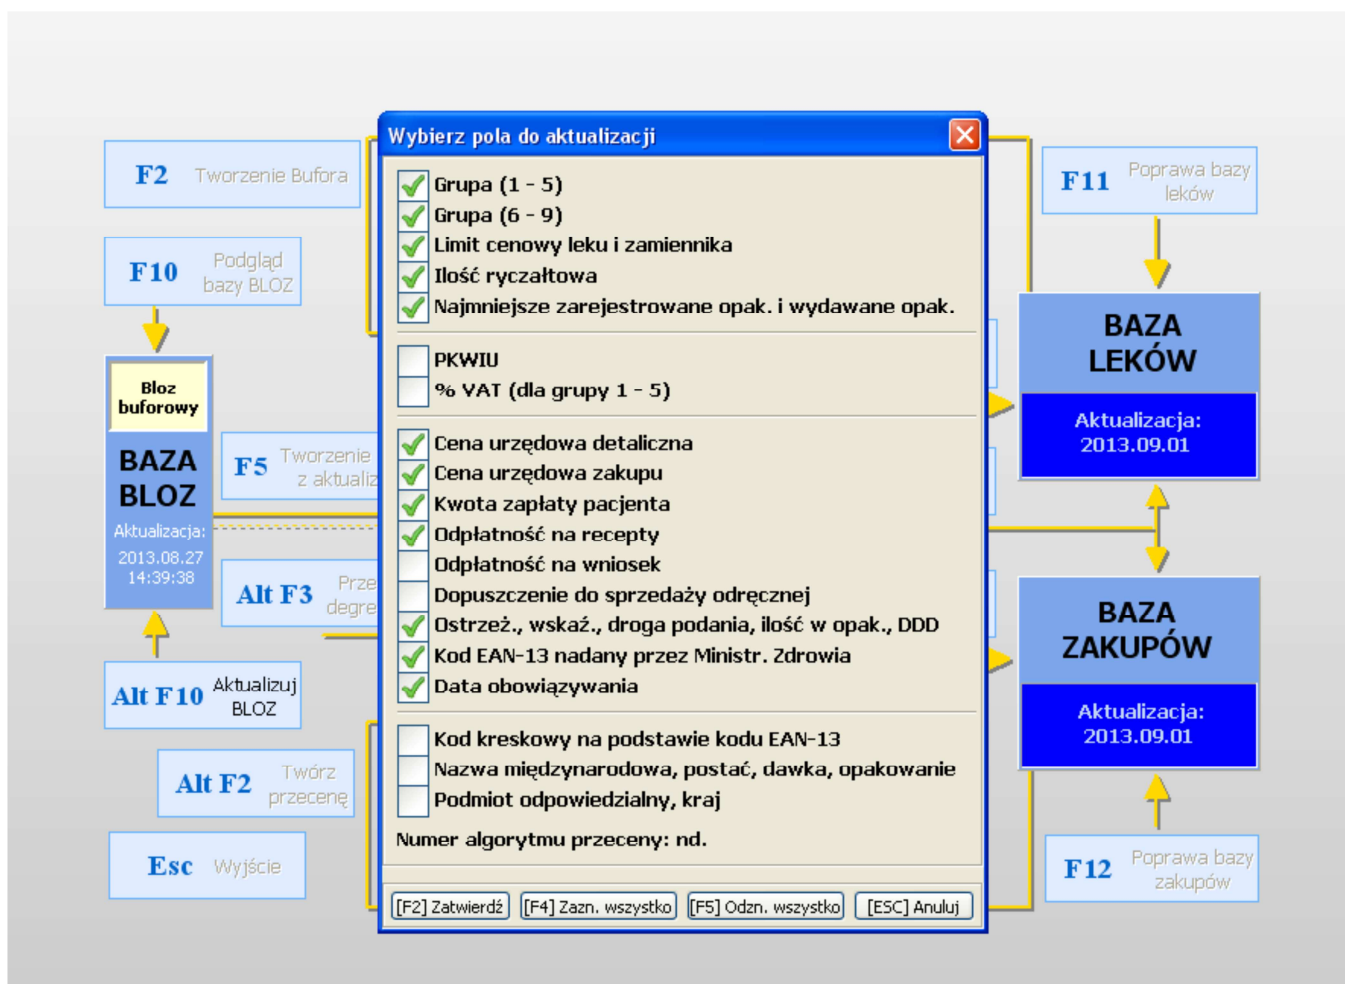 Wybierz pola do aktualizacji
Grupa (1 - 5)
Grupa (6 - 9)
Limit cenowy leku i zamiennika
Ilość ryczałtowa
Najmniejsze zarejestrowane opak. i wydawane opak.
PKWIU
% VAT (dla grupy 1 - 5)
Cena urzędowa detaliczna
Cena urzędowa zakupu
Kwota zapłaty pacjenta
Odpłatność na recepty
Odpłatność na wniosek
Dopuszczenie do sprzedaży odręcznej
Ostrzeż., wskaź., droga podania, ilość w opak., DDD
Kod EAN-13 nadany przez Ministr. Zdrowia
Data obowiązywania
Kod kreskowy na podstawie kodu EAN-13
Nazwa międzynarodowa, postać, dawka, opakowanie
Podmiot odpowiedzialny, kraj
Numer algorytmu przeceny: nd.
[F2] Zatwierdź [F4] Zazn. wszystko [F5] Odzn. wszystko [ESC] Anuluj
F2 Tworzenie Bufora
F10 Podgląd
bazy BLOZ
Bloz
buforowy
BAZA
BLOZ
Aktualizacja:
2013.08.27
14:39:38
F5 Tworzenie
z aktualiz
Alt F3 Prze
degre
Alt F10 Aktualizuj
BLOZ
Alt F2 Twórz
przecenę
Esc Wyjście
F11 Poprawa bazy
leków
BAZA
LEKÓW
Aktualizacja:
2013.09.01
BAZA
ZAKUPÓW
Aktualizacja:
2013.09.01
F12 Poprawa bazy
zakupów